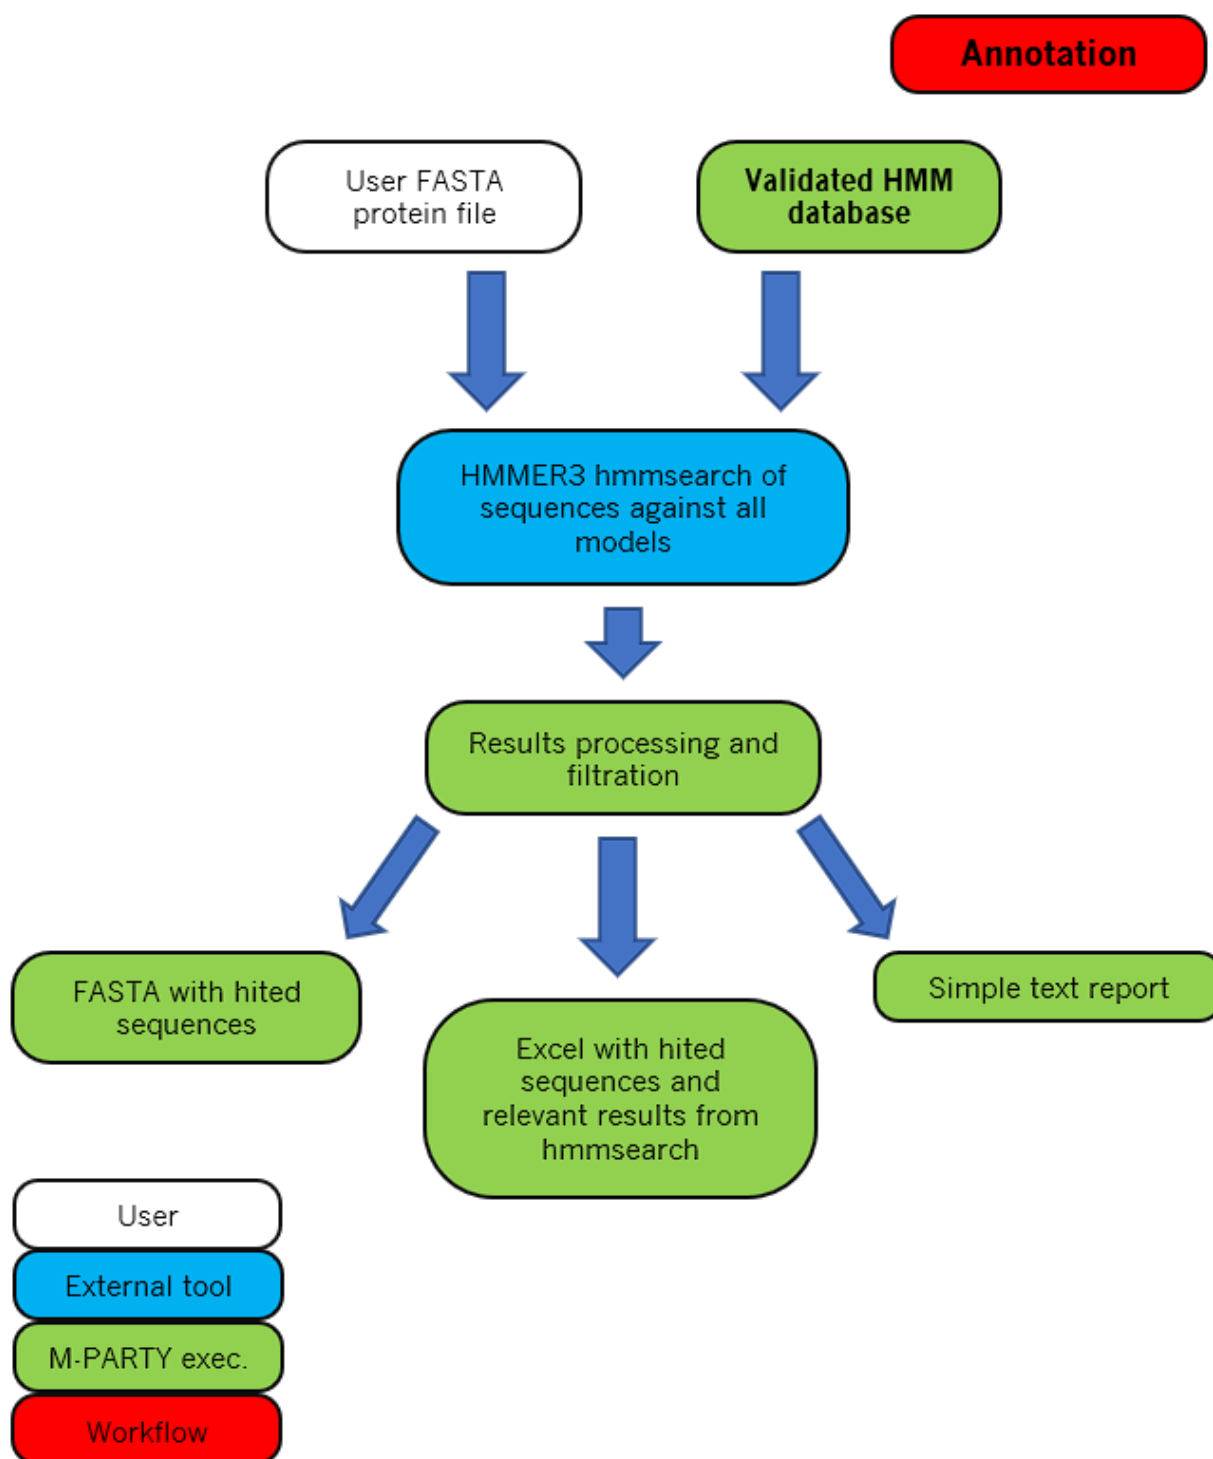 Annotation
User FASTA
protein file
Validated HMM
database
HMMER3 hmmsearch of
sequences against all
models
Results processing and
filtration
FASTA with hited
sequences
Excel with hited
sequences and
relevant results from
hmmsearch
Simple text report
User
External tool
M-PARTY exec.
Workflow